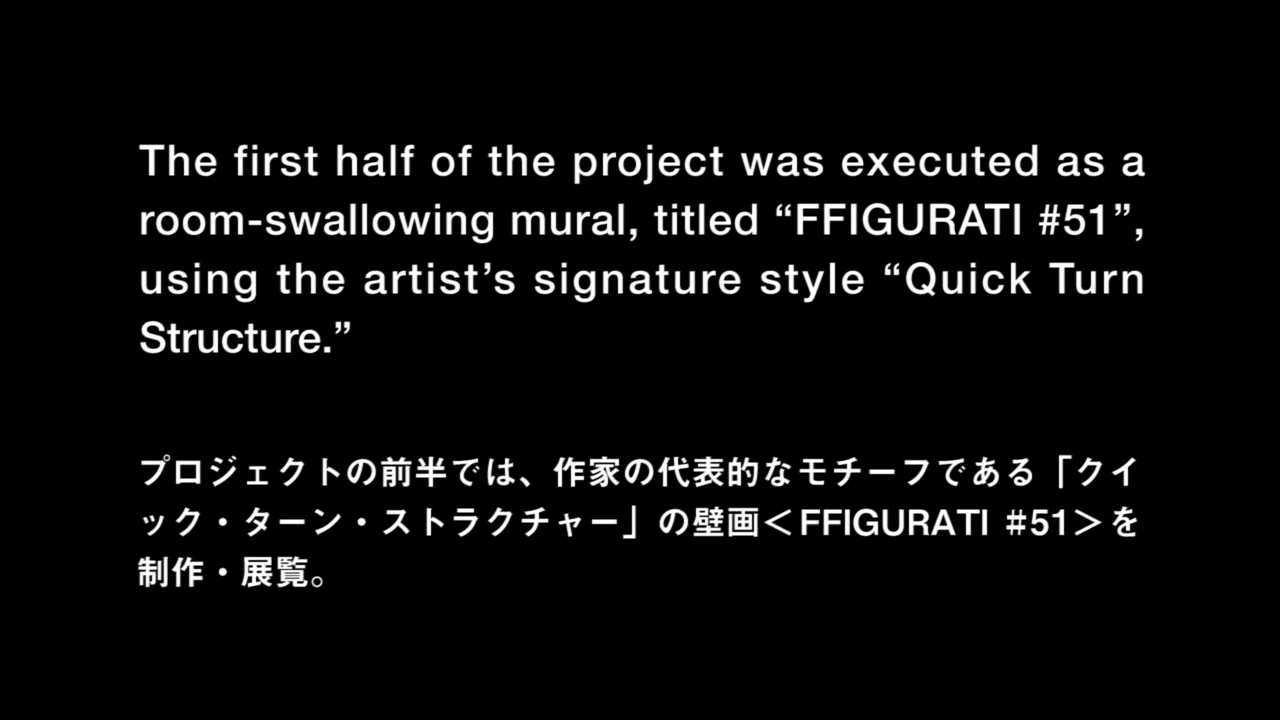 The first half of the project was executed as a
room-swallowing mural, titled “FFIGURATI #51”,
using the artist’s signature style “Quick Turn
Structure.”
プロジェクトの前半では、作家の代表的なモチーフである「クイ
ック・ターン・ストラクチャー」の壁画＜FFIGURATI #51＞を
制作・展覧。